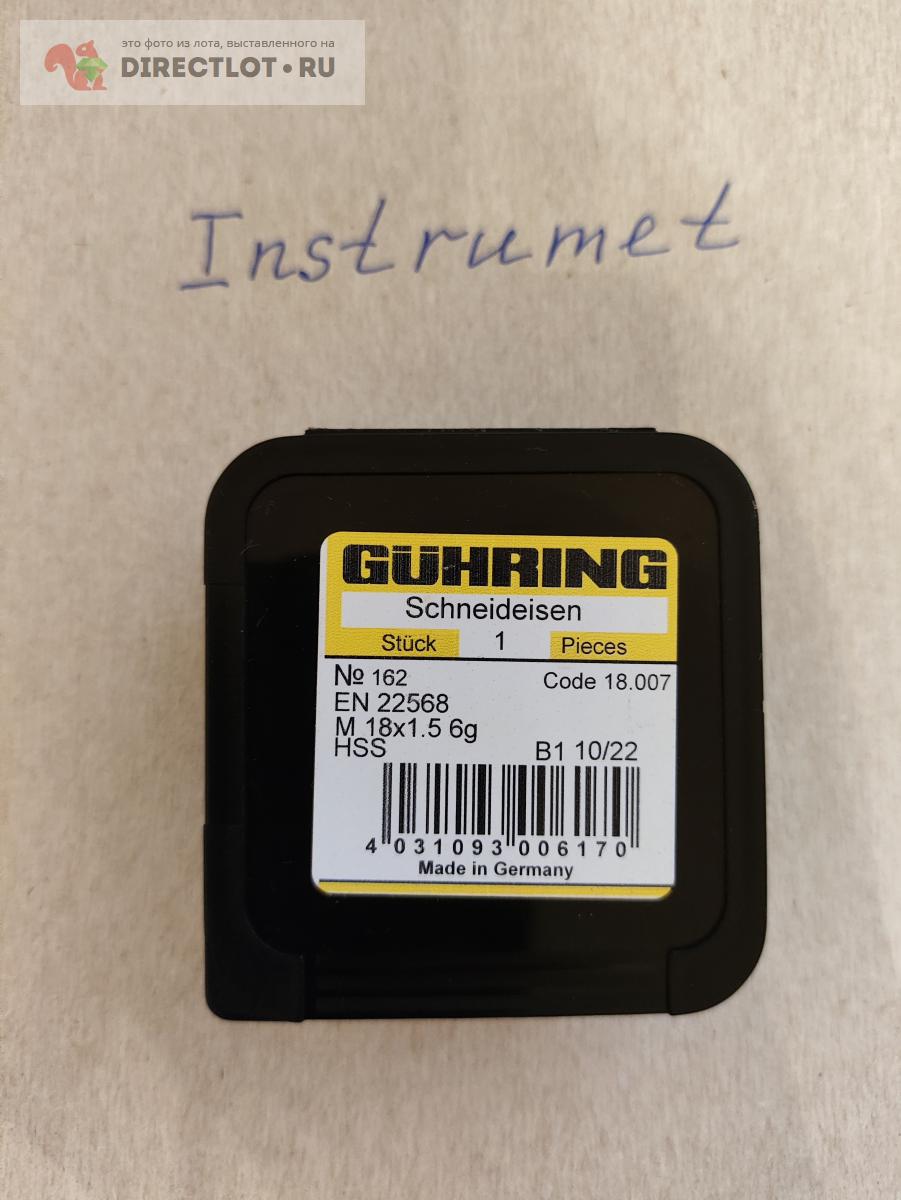 это фото из лота, выставленного на
DIRECTLOT•RU
Instrumet
GÜHRING
Schneideisen
Stück 1 Pieces
№ 162 Code 18.007
EN 22568
M 18x1.5 6g
HSS B1 10/22
4 031093 006170
Made in Germany